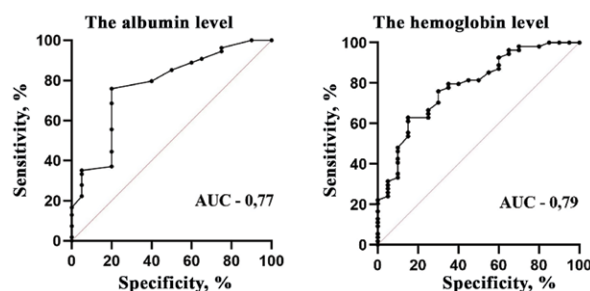 The albumin level
100
80
60
40
20
0
0 20 40 60 80 100
Sensitivity, %
Specificity, %
AUC - 0,77
The hemoglobin level
100
80
60
40
20
0
0 20 40 60 80 100
Sensitivity, %
Specificity, %
AUC - 0,79